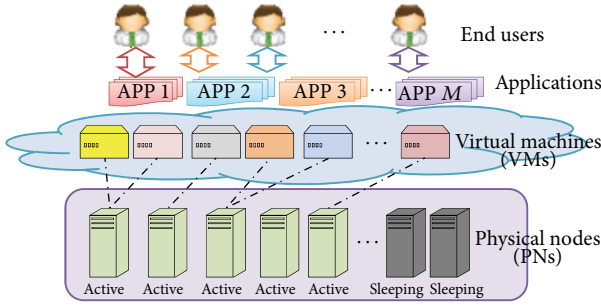 ... End users
APP 1 APP 2 APP 3 ... APP M Applications
... Virtual machines
(VMs)
... Physical nodes
(PNs)
Active Active Active Active Active Sleeping Sleeping